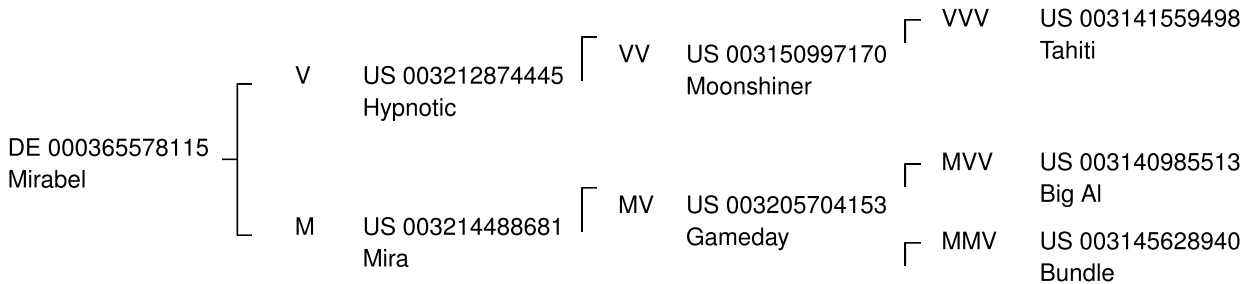 DE 000365578115
Mirabel
V US 003212874445
Hypnotic
M US 003214488681
Mira
VV US 003150997170
Moonshiner
MV US 003205704153
Gameday
VVV US 003141559498
Tahiti
MVV US 003140985513
Big Al
MMV US 003145628940
Bundle